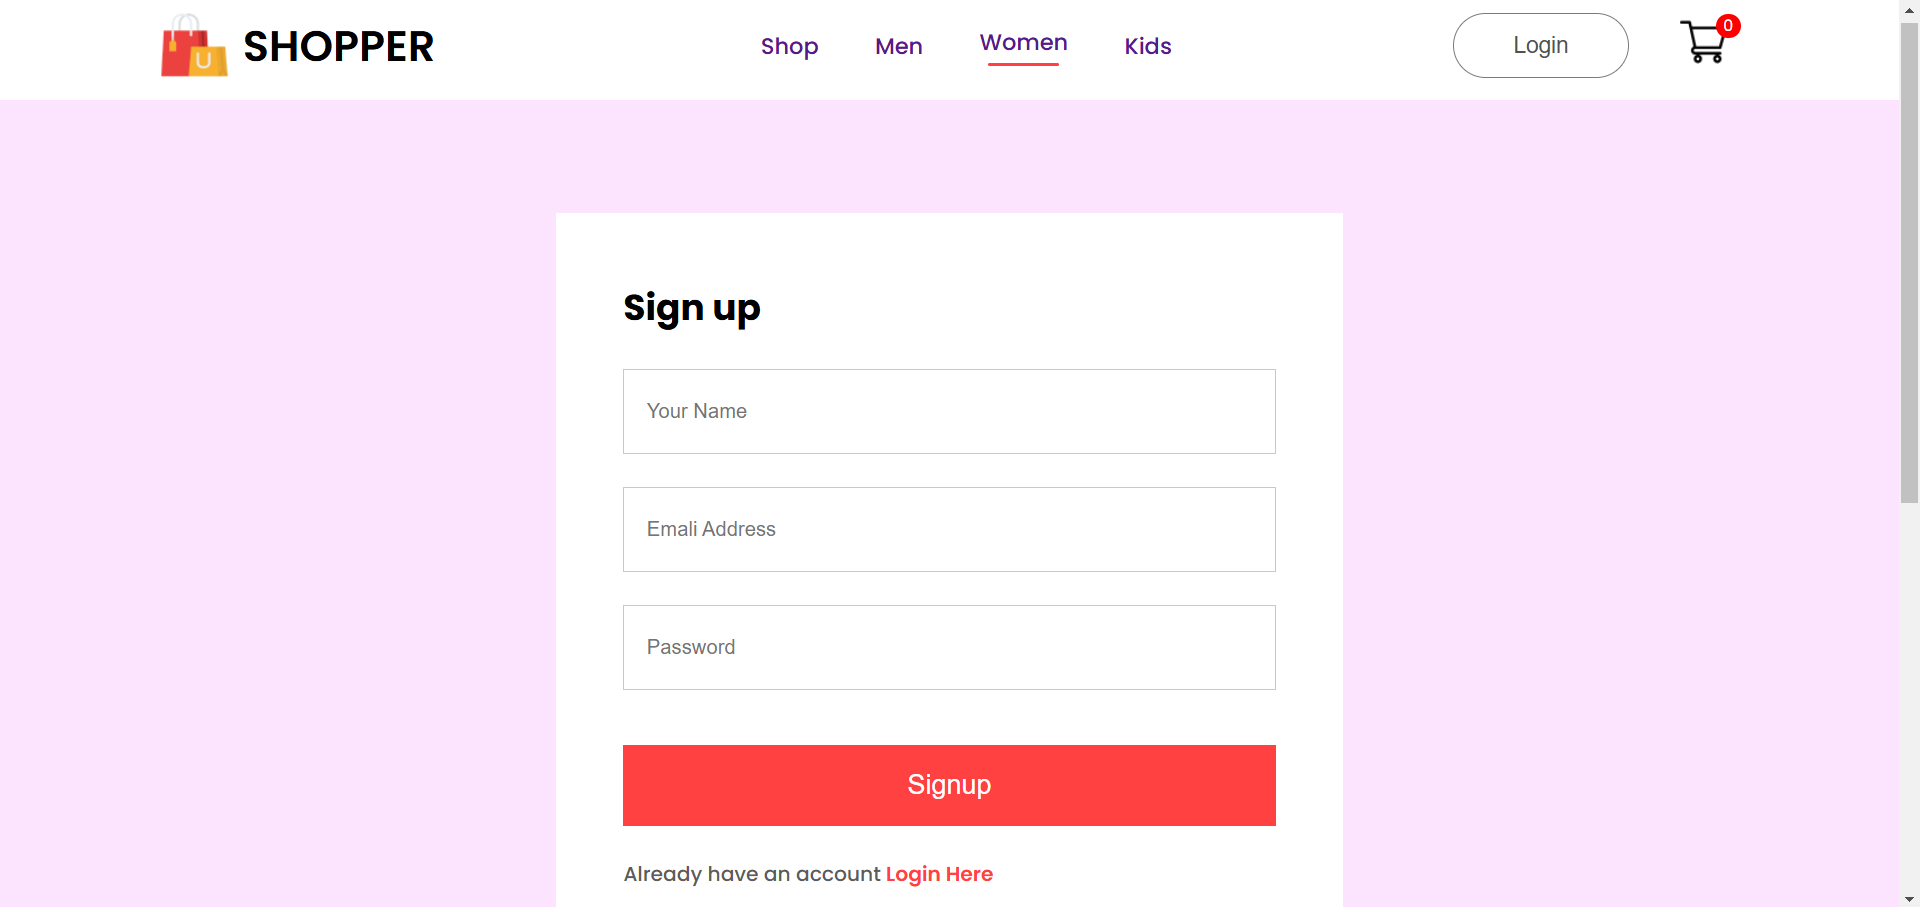 SHOPPER
Shop Men Women Kids
Login
0
Sign up
Your Name
Emali Address
Password
Signup
Already have an account Login Here